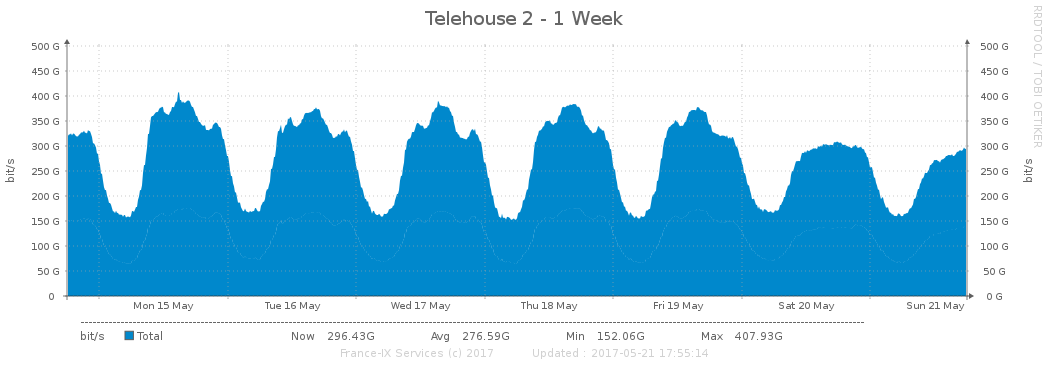 Telehouse 2 - 1 Week
RRDTOOL / TOBI OETIKER
500 G 500 G
450 G 450 G
400 G 400 G
350 G 350 G
300 G 300 G
250 G 250 G
200 G 200 G
150 G 150 G
100 G 100 G
50 G 50 G
0 0 G
bit/s
bit/s
Mon 15 May Tue 16 May Wed 17 May Thu 18 May Fri 19 May Sat 20 May Sun 21 May
bit/s Total Now 296.43G Avg 276.59G Min 152.06G Max 407.93G
France-IX Services (c) 2017 Updated : 2017-05-21 17:55:14